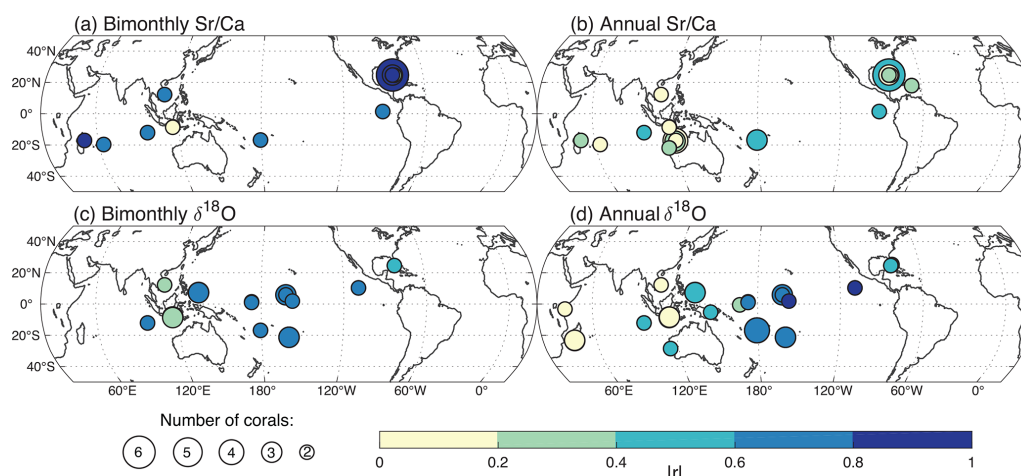 (a) Bimonthly Sr/Ca
(b) Annual Sr/Ca
40°N
20°N
0°
20°S
40°S
(c) Bimonthly δ¹⁸O
(d) Annual δ¹⁸O
40°N
20°N
0°
20°S
40°S
60°E 120°E 180° 120°W 60°W 0° 60°E 120°E 180° 120°W 60°W 0°
Number of corals:
6 5 4 3 2
0 0.2 0.4 0.6 0.8 1
|r|